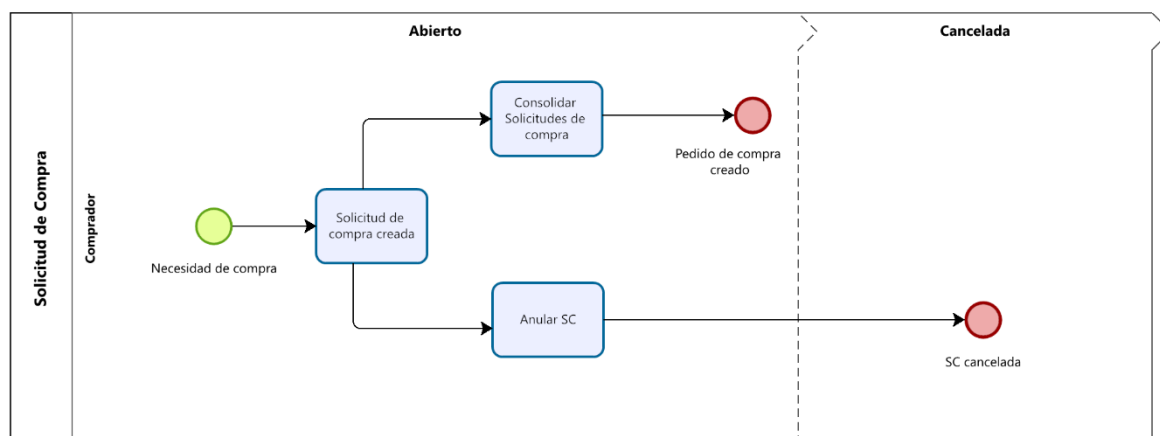 Solicitud de Compra
Comprador
Abierto
Cancelada
Necesidad de compra
Solicitud de
compra creada
Consolidar
Solicitudes de
compra
Pedido de compra
creado
Anular SC
SC cancelada